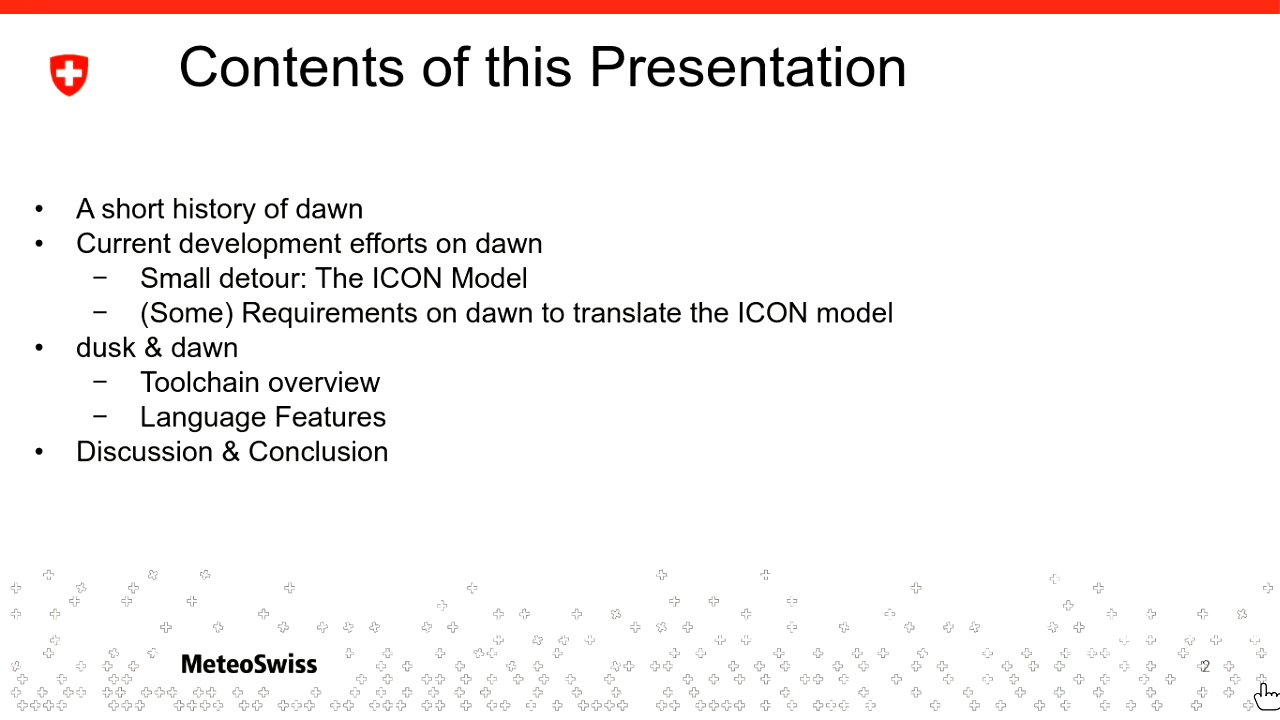 Contents of this Presentation
• A short history of dawn
• Current development efforts on dawn
− Small detour: The ICON Model
− (Some) Requirements on dawn to translate the ICON model
• dusk & dawn
− Toolchain overview
− Language Features
• Discussion & Conclusion
MeteoSwiss
2